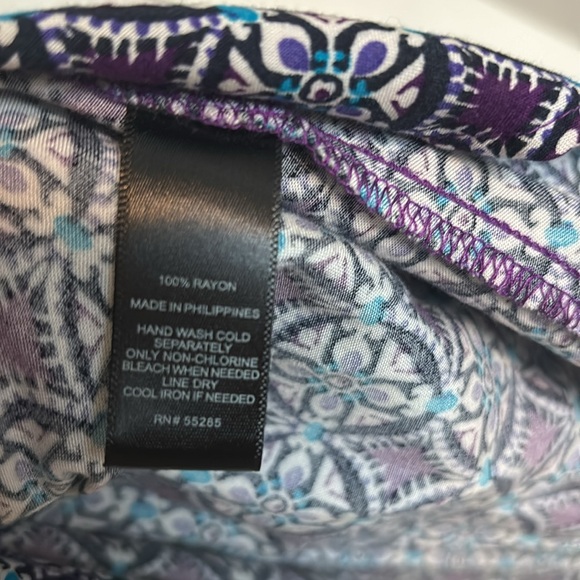 100% RAYON
MADE IN PHILIPPINES
HAND WASH COLD
SEPARATELY
ONLY NON-CHLORINE
BLEACH WHEN NEEDED
LINE DRY
COOL IRON IF NEEDED
RN# 55285